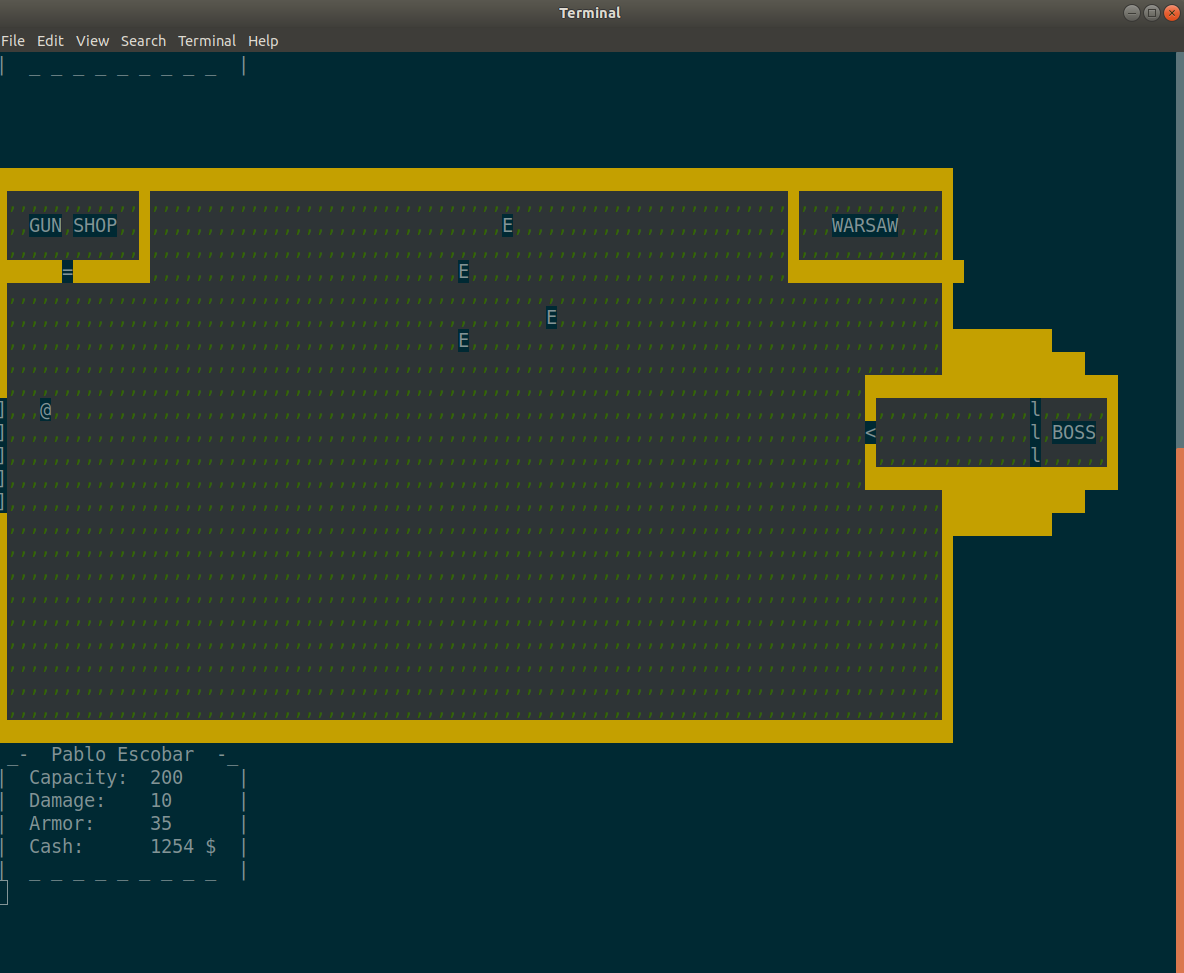 Terminal
File Edit View Search Terminal Help
| _ _ _ _ _ _ _ _ _ |
GUN SHOP E WARSAW
= E
E
E
] @ l
] < l BOSS
] l
]
]
_- Pablo Escobar -_
| Capacity: 200 |
| Damage: 10 |
| Armor: 35 |
| Cash: 1254 $ |
| _ _ _ _ _ _ _ _ _ |